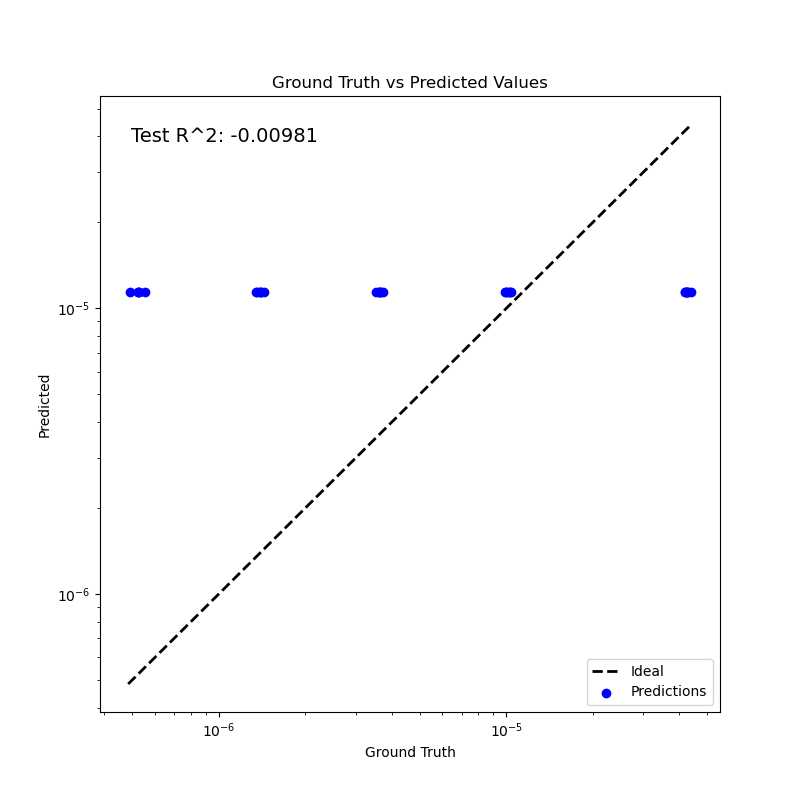 Ground Truth vs Predicted Values
Test R^2: -0.00981
Predicted
10⁻⁵
10⁻⁶
10⁻⁶
10⁻⁵
Ground Truth
Ideal
Predictions